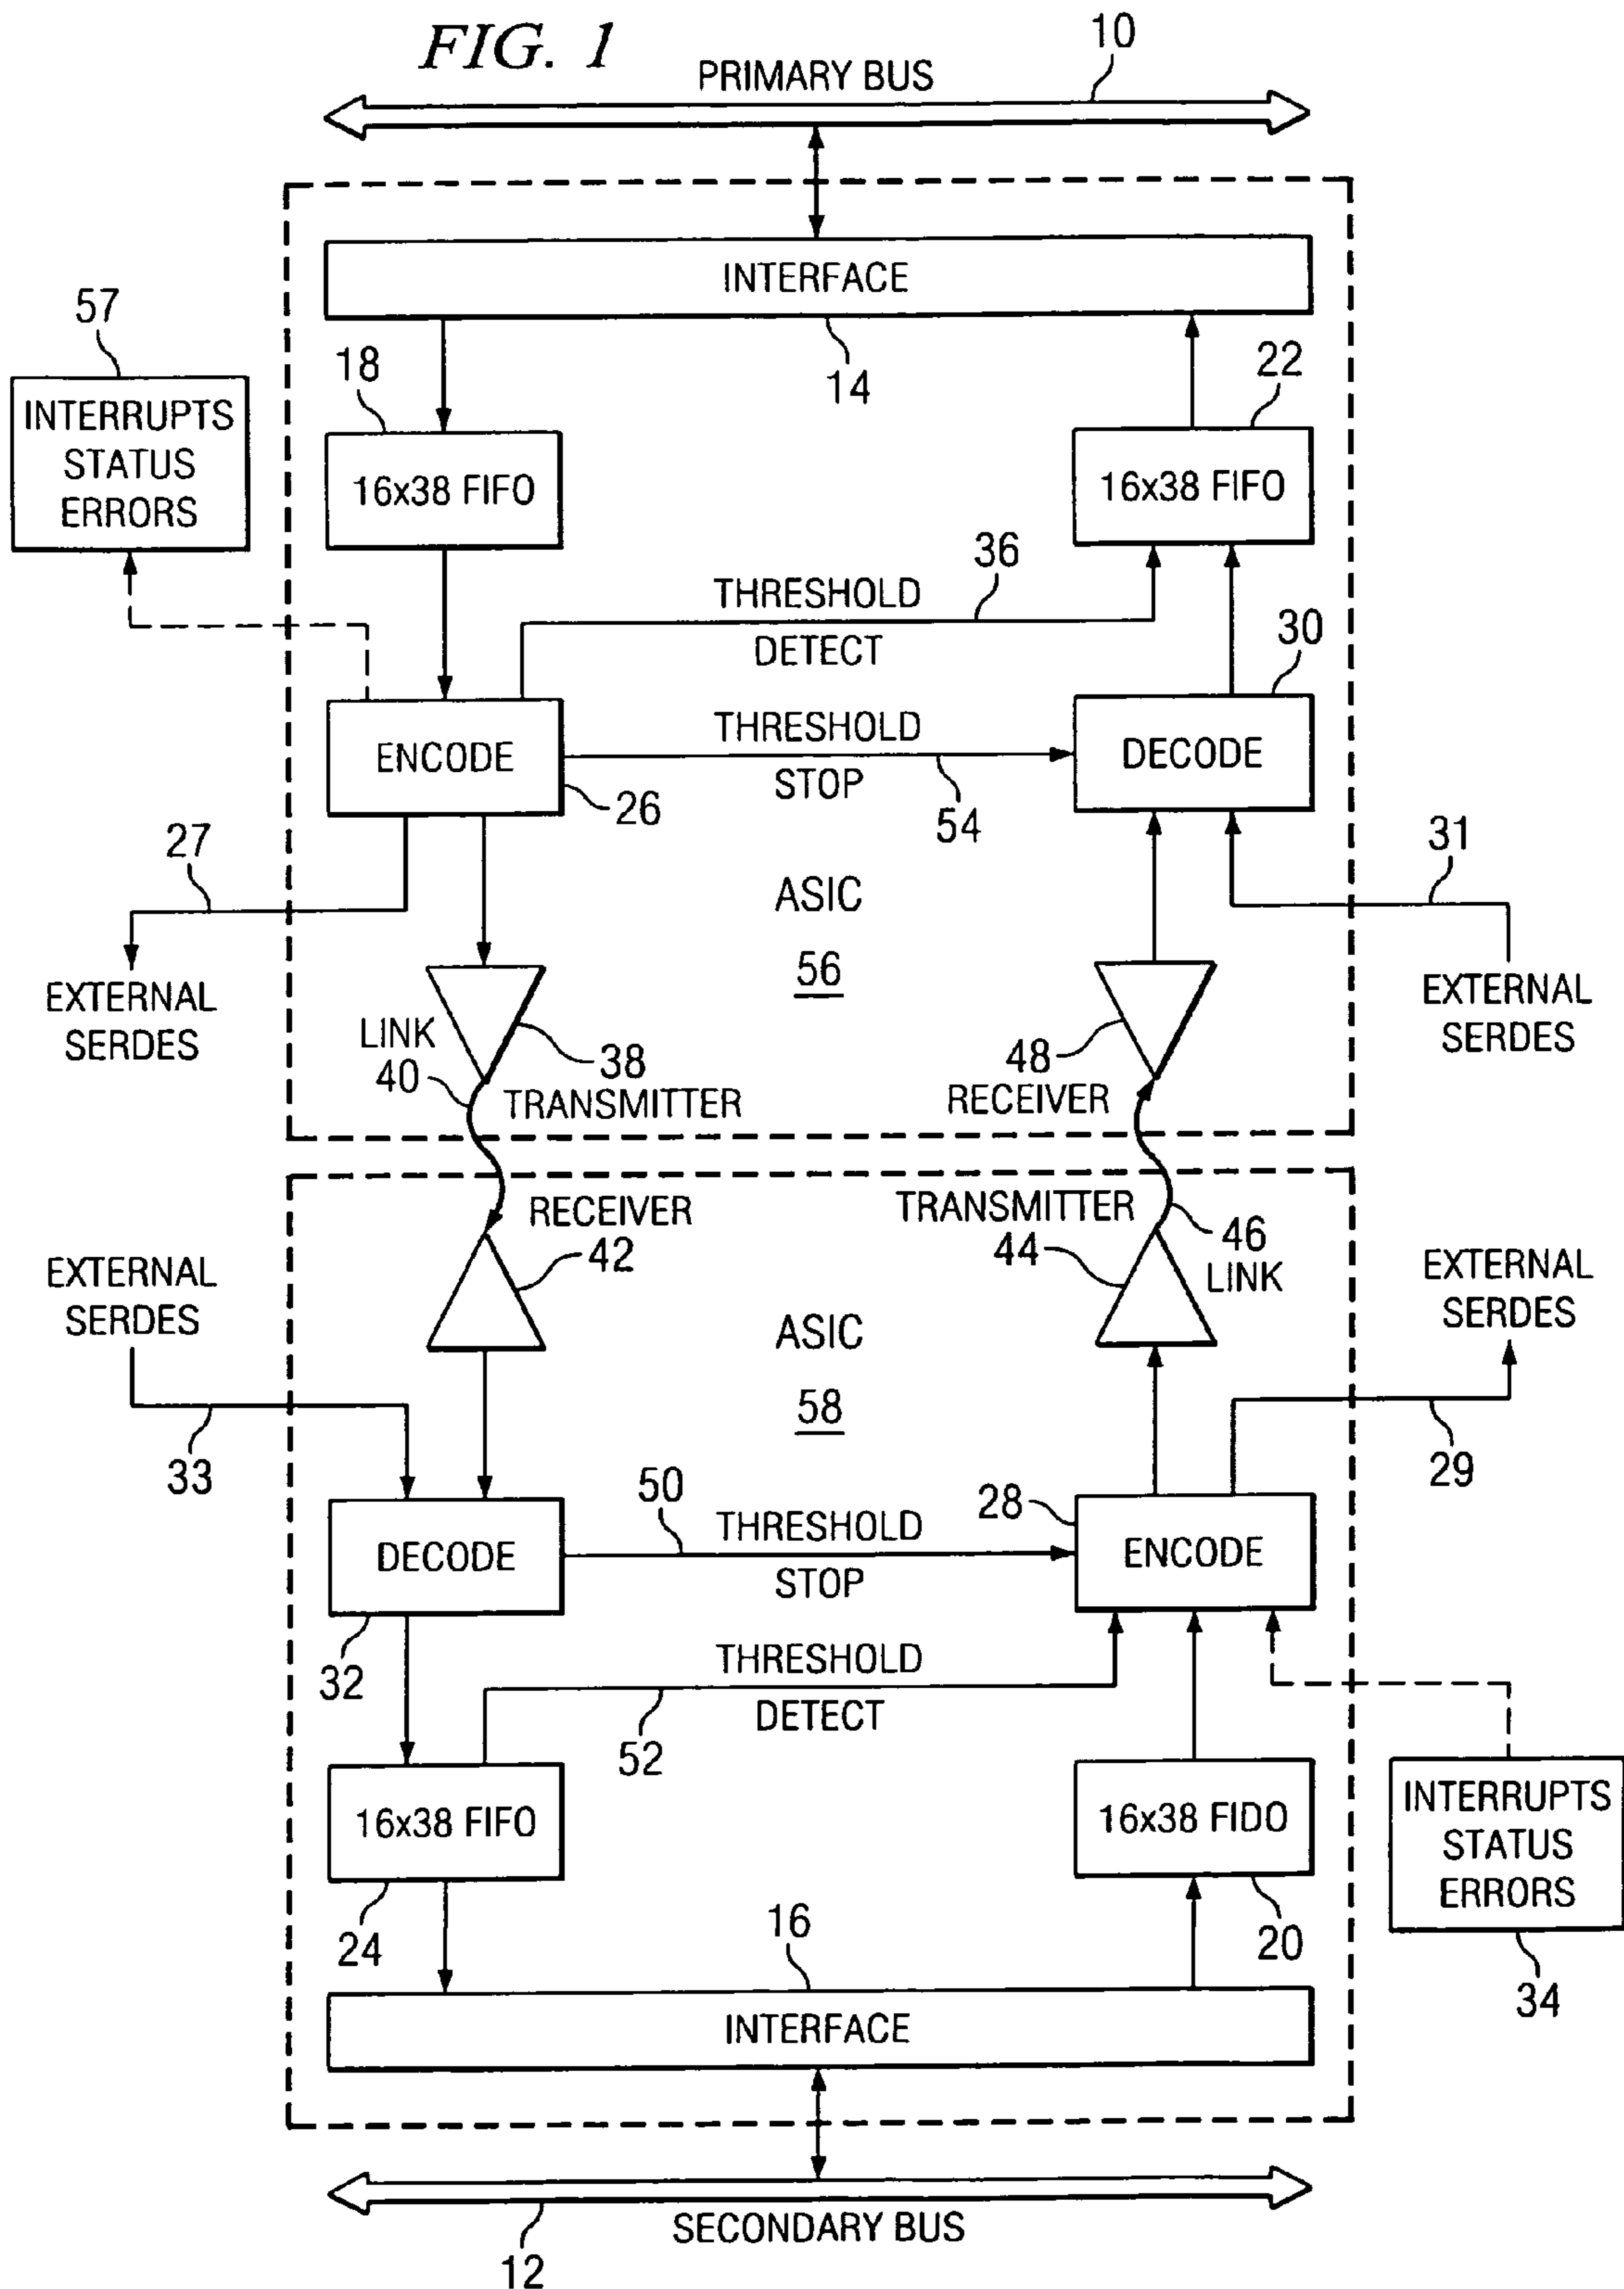 FIG. 1
10
PRIMARY BUS
INTERFACE
14
57
INTERRUPTS
STATUS
ERRORS
18
16x38 FIFO
22
16x38 FIFO
36
THRESHOLD
DETECT
30
ENCODE
26
THRESHOLD
STOP
54
DECODE
27
31
ASIC
56
EXTERNAL
SERDES
EXTERNAL
SERDES
LINK
40
38
TRANSMITTER
48
RECEIVER
RECEIVER
42
TRANSMITTER
44
46
LINK
EXTERNAL
SERDES
EXTERNAL
SERDES
ASIC
58
33
29
50
THRESHOLD
STOP
28
DECODE
ENCODE
32
THRESHOLD
DETECT
52
16x38 FIFO
24
16x38 FIDO
20
INTERRUPTS
STATUS
ERRORS
34
16
INTERFACE
SECONDARY BUS
12